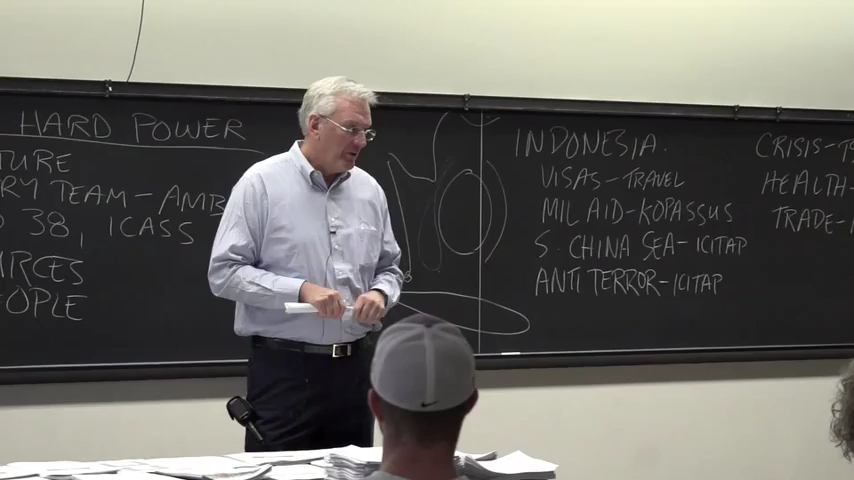 HARD POWER
TURE
RY TEAM-AMB
38, ICASS
RCES
OPLE
INDONESIA.
VISAS-TRAVEL
MIL AID-KOPASSUS
S. CHINA SEA-ICITAP
ANTI TERROR-ICITAP
CRISIS-TS
HEALTH-
TRADE-